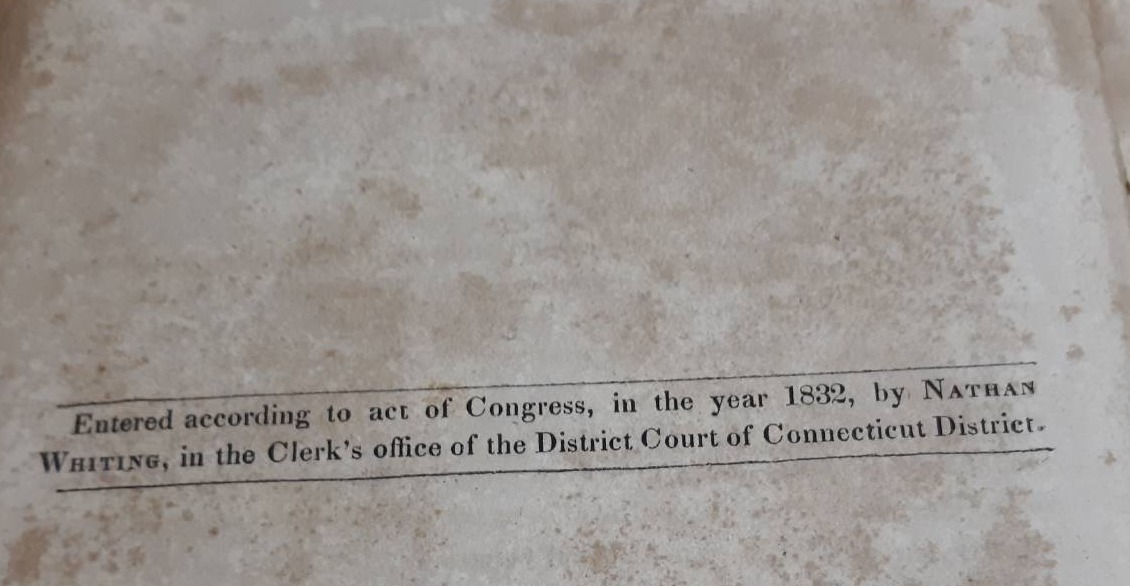 Entered according to act of Congress, in the year 1832, by NATHAN
WHITING, in the Clerk's office of the District Court of Connecticut District.